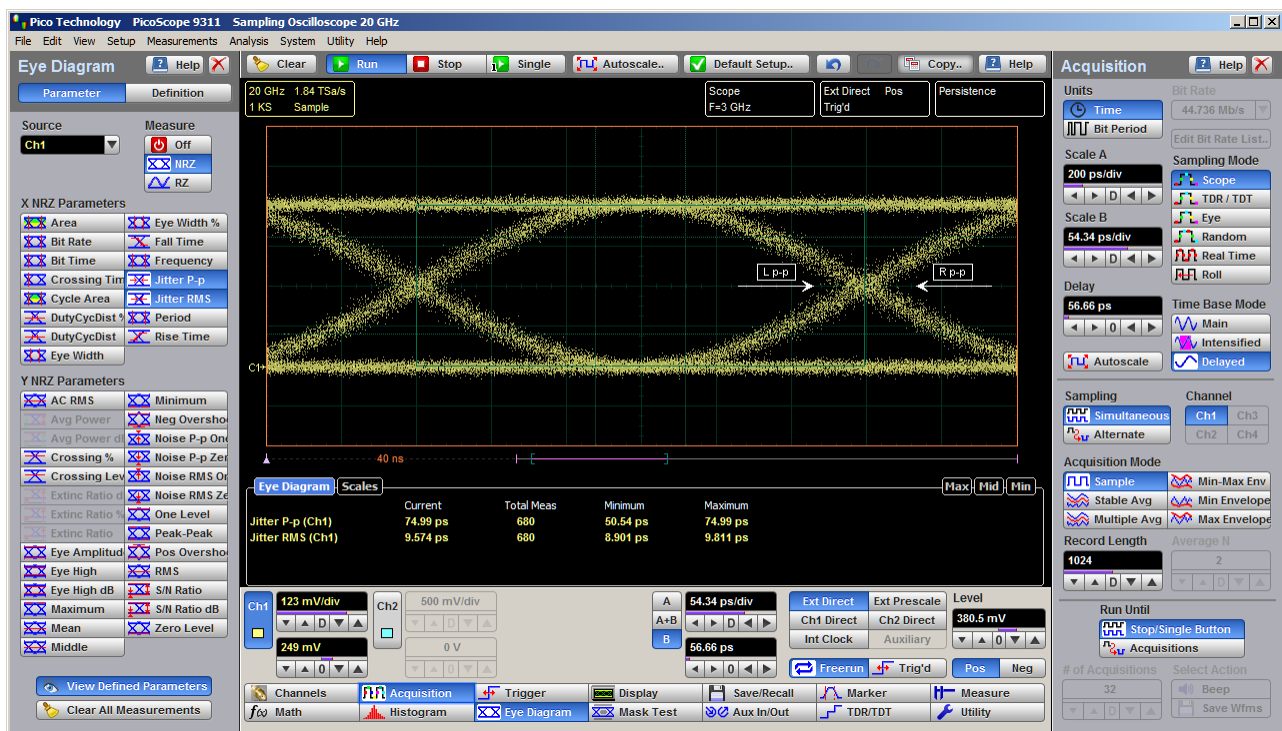 Pico Technology PicoScope 9311 Sampling Oscilloscope 20 GHz
File Edit View Setup Measurements Analysis System Utility Help
Eye Diagram Help
Parameter Definition
Source Measure
Ch1 Off
NRZ
RZ
X NRZ Parameters
Area Eye Width %
Bit Rate Fall Time
Bit Time Frequency
Crossing Tim Jitter P-p
Cycle Area Jitter RMS
DutyCycDist % Period
DutyCycDist Rise Time
Eye Width
Y NRZ Parameters
AC RMS Minimum
Avg Power Neg Oversho
Avg Power dB Noise P-p On
Crossing % Noise P-p Zer
Crossing Lev Noise RMS On
Extinc Ratio d Noise RMS Ze
Extinc Ratio % One Level
Extinc Ratio Peak-Peak
Eye Amplitud Pos Oversho
Eye High RMS
Eye High dB S/N Ratio
Maximum S/N Ratio dB
Mean Zero Level
Middle
View Defined Parameters
Clear All Measurements
Clear Run Stop Single Autoscale.. Default Setup.. Copy.. Help
20 GHz 1.84 TSa/s
1 KS Sample
Scope
F=3 GHz
Ext Direct Pos
Trig'd
Persistence
L p-p R p-p
C1
40 ns
Eye Diagram Scales Max Mid Min
Current Total Meas Minimum Maximum
Jitter P-p (Ch1) 74.99 ps 680 50.54 ps 74.99 ps
Jitter RMS (Ch1) 9.574 ps 680 8.901 ps 9.811 ps
Ch1 123 mV/div Ch2 500 mV/div A 54.34 ps/div Ext Direct Ext Prescale Level
D D A+B D Ch1 Direct Ch2 Direct 380.5 mV
249 mV 0 V B 56.66 ps Int Clock Auxiliary 0
0 0 0 Freerun Trig'd Pos Neg
Channels Acquisition Trigger Display Save/Recall Marker Measure
f(x) Math Histogram Eye Diagram Mask Test Aux In/Out TDR/TDT Utility
Acquisition Help
Units Bit Rate
Time 44.736 Mb/s
Bit Period Edit Bit Rate List..
Scale A Sampling Mode
200 ps/div Scope
D TDR / TDT
Scale B Eye
54.34 ps/div Random
D Real Time
Roll
Delay Time Base Mode
56.66 ps Main
0 Intensified
Autoscale Delayed
Sampling Channel
Simultaneous Ch1 Ch3
Alternate Ch2 Ch4
Acquisition Mode
Sample Min-Max Env
Stable Avg Min Envelope
Multiple Avg Max Envelope
Record Length Average N
1024 2
D D
Run Until
Stop/Single Button
Acquisitions
# of Acquisitions Select Action
32 Beep
D Save Wfms